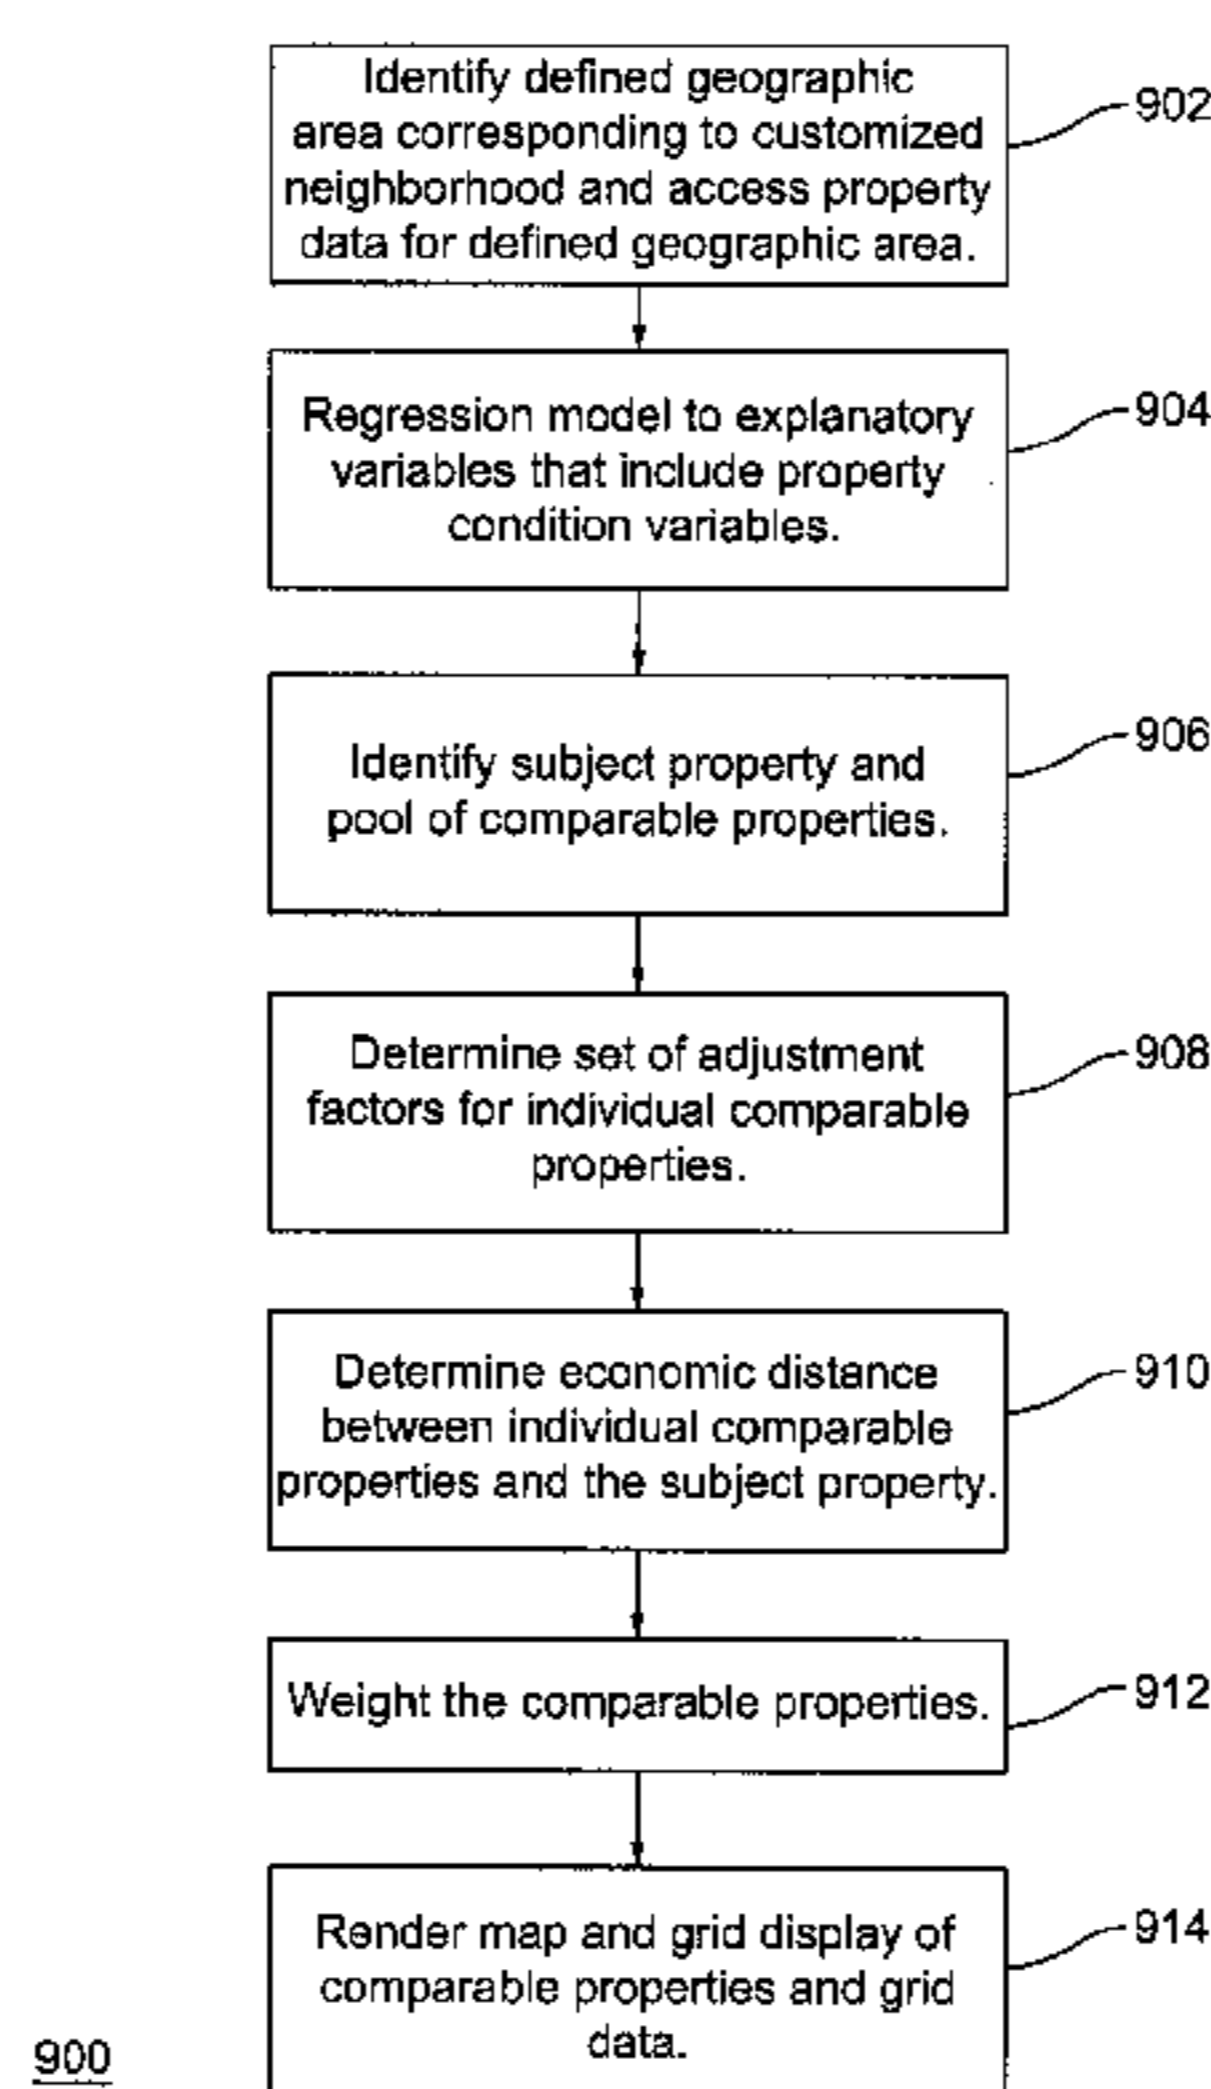 Identify defined geographic
area corresponding to customized
neighborhood and access property
data for defined geographic area.
902
Regression model to explanatory
variables that include property
condition variables.
904
Identify subject property and
pool of comparable properties.
906
Determine set of adjustment
factors for individual comparable
properties.
908
Determine economic distance
between individual comparable
properties and the subject property.
910
Weight the comparable properties.
912
Render map and grid display of
comparable properties and grid
data.
914
900